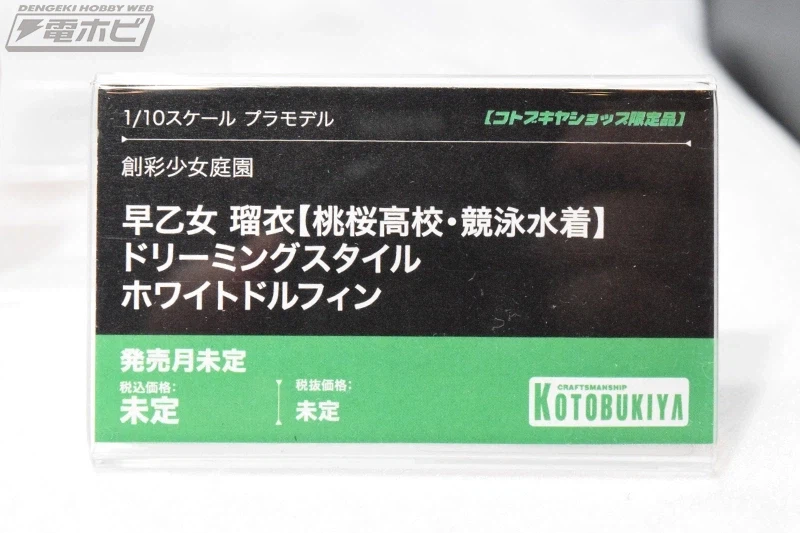 DENGEKI HOBBY WEB
電ホビ
1/10スケール プラモデル
【コトブキヤショップ限定品】
創彩少女庭園
早乙女 瑠衣【桃桜高校・競泳水着】
ドリーミングスタイル
ホワイトドルフィン
発売月未定
税込価格:
未定
税抜価格:
未定
CRAFTSMANSHIP
KOTOBUKIYA